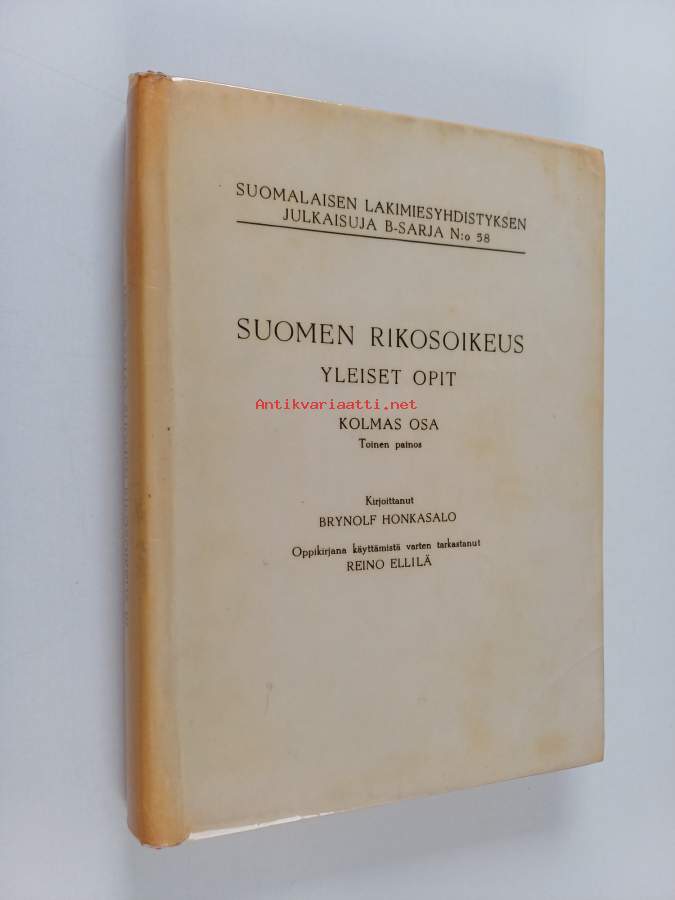 SUOMALAISEN LAKIMIESYHDISTYKSEN
JULKAISUJA B-SARJA N:o 58
SUOMEN RIKOSOIKEUS
YLEISET OPIT
Antikvariaatti.net
KOLMAS OSA
Toinen painos
Kirjoittanut
BRYNOLF HONKASALO
Oppikirjana käyttämistä varten tarkastanut
REINO ELLILÄ